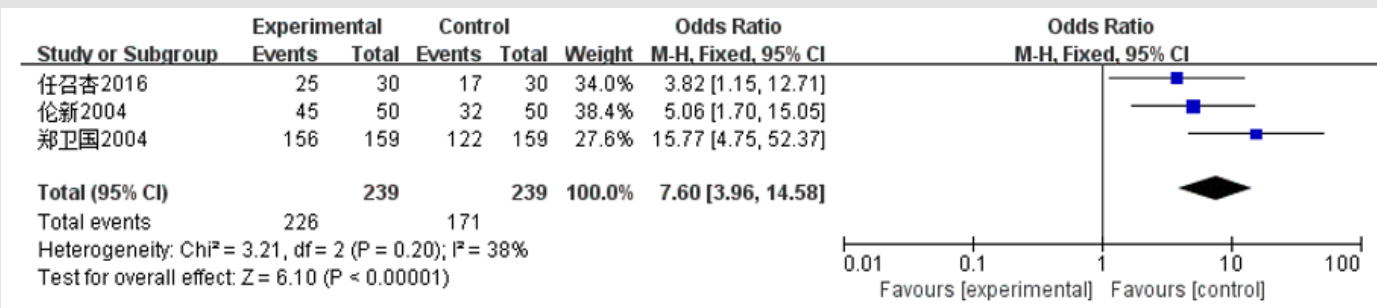 Experimental Control Odds Ratio Odds Ratio
Study or Subgroup Events Total Events Total Weight M-H, Fixed, 95% CI M-H, Fixed, 95% CI
任召杏2016 25 30 17 30 34.0% 3.82 [1.15, 12.71]
伦新2004 45 50 32 50 38.4% 5.06 [1.70, 15.05]
郑卫国2004 156 159 122 159 27.6% 15.77 [4.75, 52.37]
Total (95% CI) 239 239 100.0% 7.60 [3.96, 14.58]
Total events 226 171
Heterogeneity: Chi² = 3.21, df = 2 (P = 0.20); I² = 38%
Test for overall effect: Z = 6.10 (P < 0.00001)
0.01 0.1 1 10 100
Favours [experimental] Favours [control]